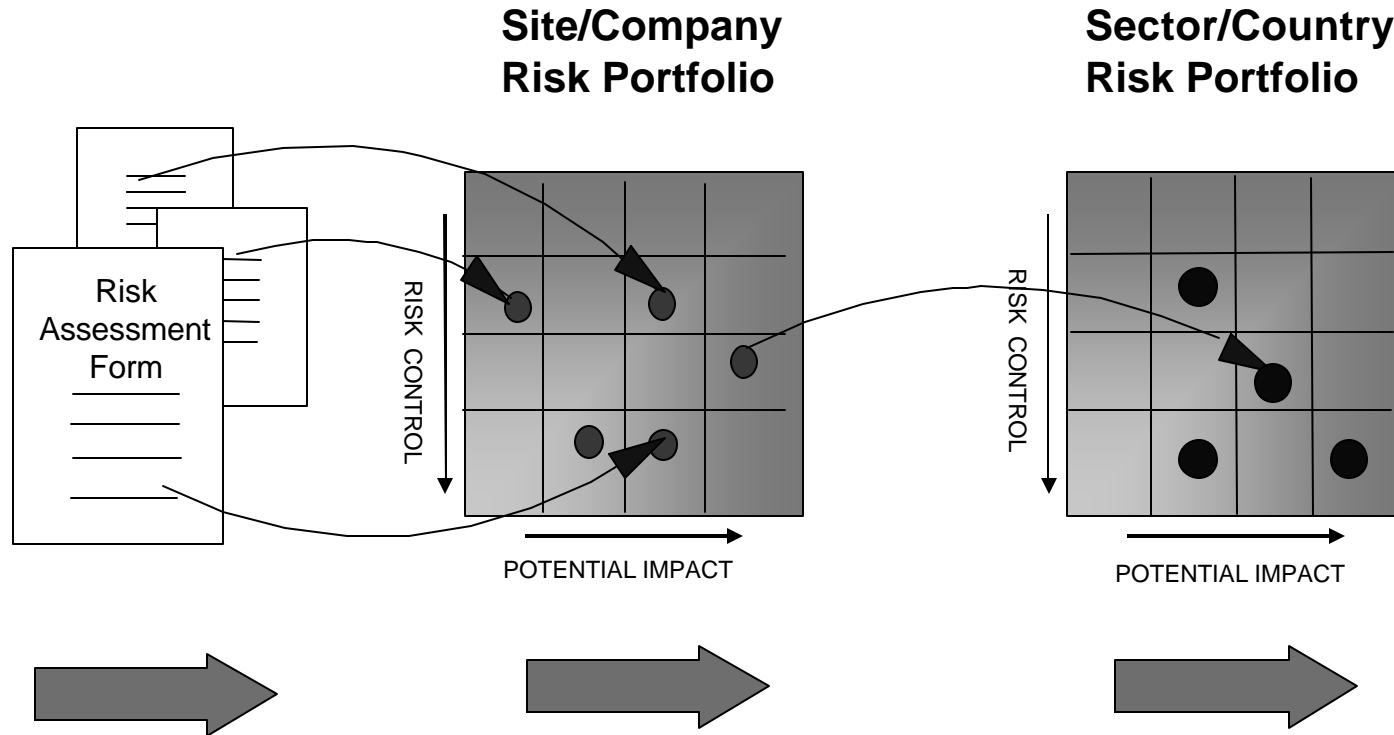 Site/Company
Risk Portfolio
Sector/Country
Risk Portfolio
Risk
Assessment
Form
RISK CONTROL
POTENTIAL IMPACT
RISK CONTROL
POTENTIAL IMPACT